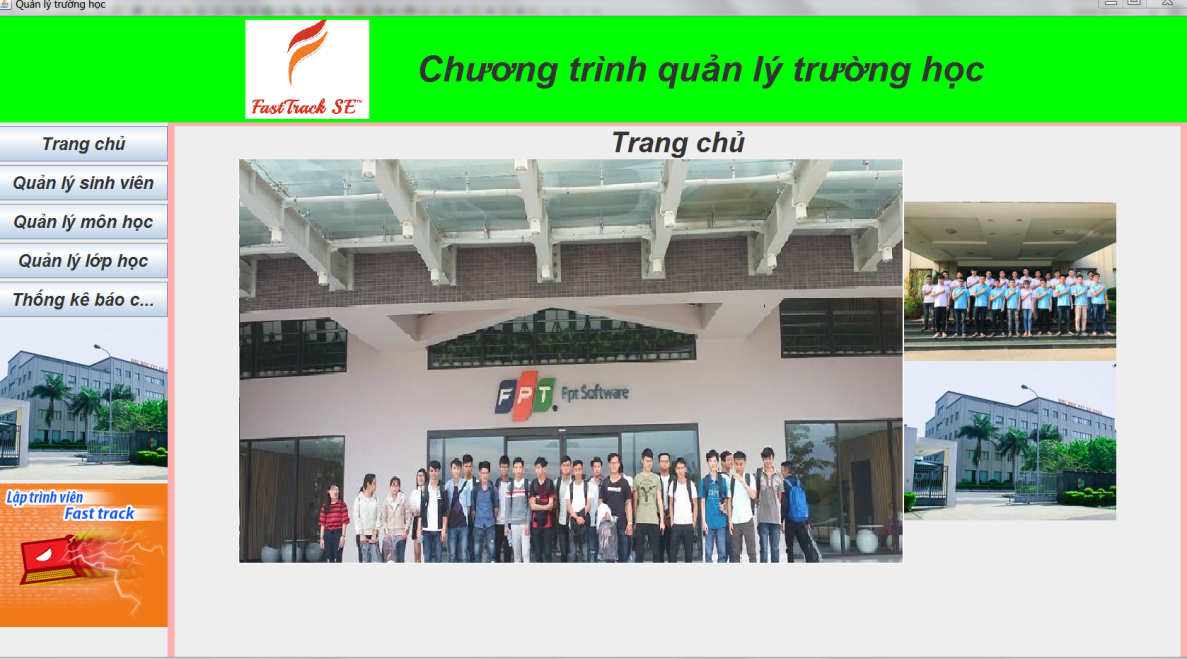 Quản lý trường học
FastTrack SE™
Chương trình quản lý trường học
Trang chủ
Quản lý sinh viên
Quản lý môn học
Quản lý lớp học
Thống kê báo c...
Lập trình viên
Fast track
Trang chủ
FPT Fpt Software